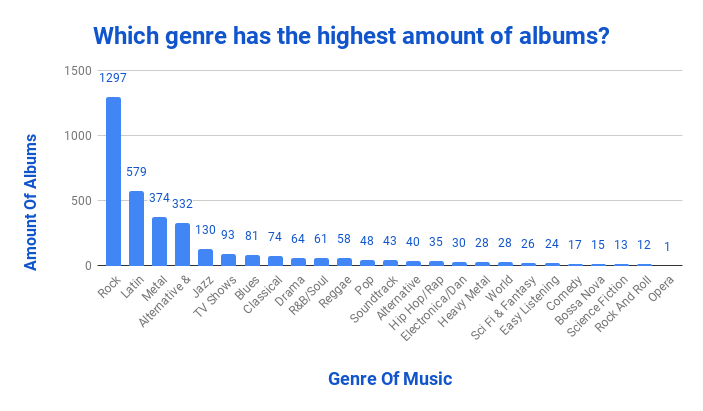 Which genre has the highest amount of albums?
Amount Of Albums
1500
1000
500
0
1297
579
374
332
130
93
81
74
64
61
58
48
43
40
35
30
28
28
26
24
17
15
13
12
1
Rock
Latin
Metal
Alternative &
Jazz
TV Shows
Blues
Classical
Drama
R&B/Soul
Reggae
Pop
Soundtrack
Alternative
Hip Hop/Rap
Electronica/Dan
Heavy Metal
World
Sci Fi & Fantasy
Easy Listening
Comedy
Bossa Nova
Science Fiction
Rock And Roll
Opera
Genre Of Music